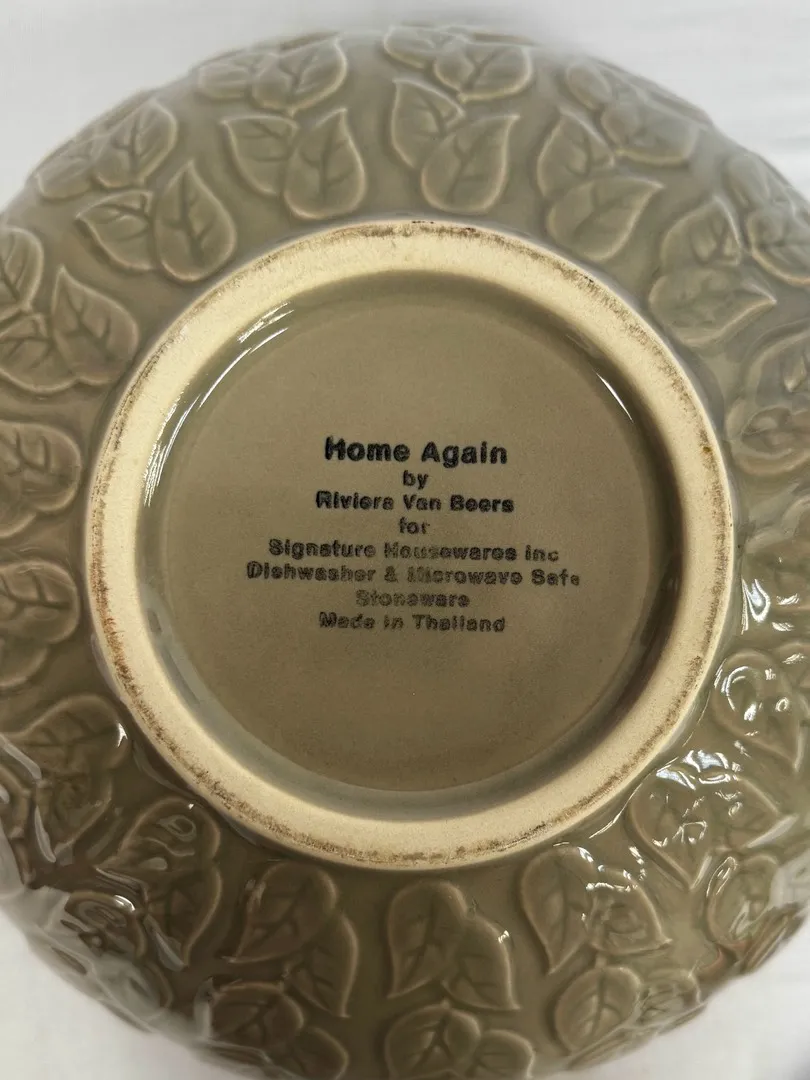 Home Again
by
Riviera Van Beers
for
Signature Housewares Inc
Dishwasher & Microwave Safe
Stoneware
Made in Thailand